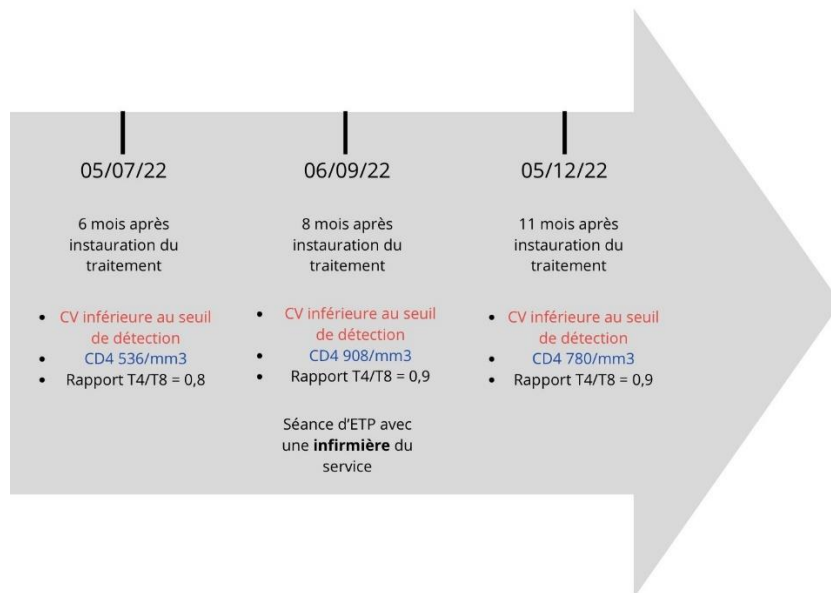 05/07/22
6 mois après
instauration du
traitement
• CV inférieure au seuil
de détection
• CD4 536/mm3
• Rapport T4/T8 = 0,8
06/09/22
8 mois après
instauration du
traitement
• CV inférieure au seuil
de détection
• CD4 908/mm3
• Rapport T4/T8 = 0,9
Séance d’ETP avec
une infirmière du
service
05/12/22
11 mois après
instauration du
traitement
• CV inférieure au seuil
de détection
• CD4 780/mm3
• Rapport T4/T8 = 0,9